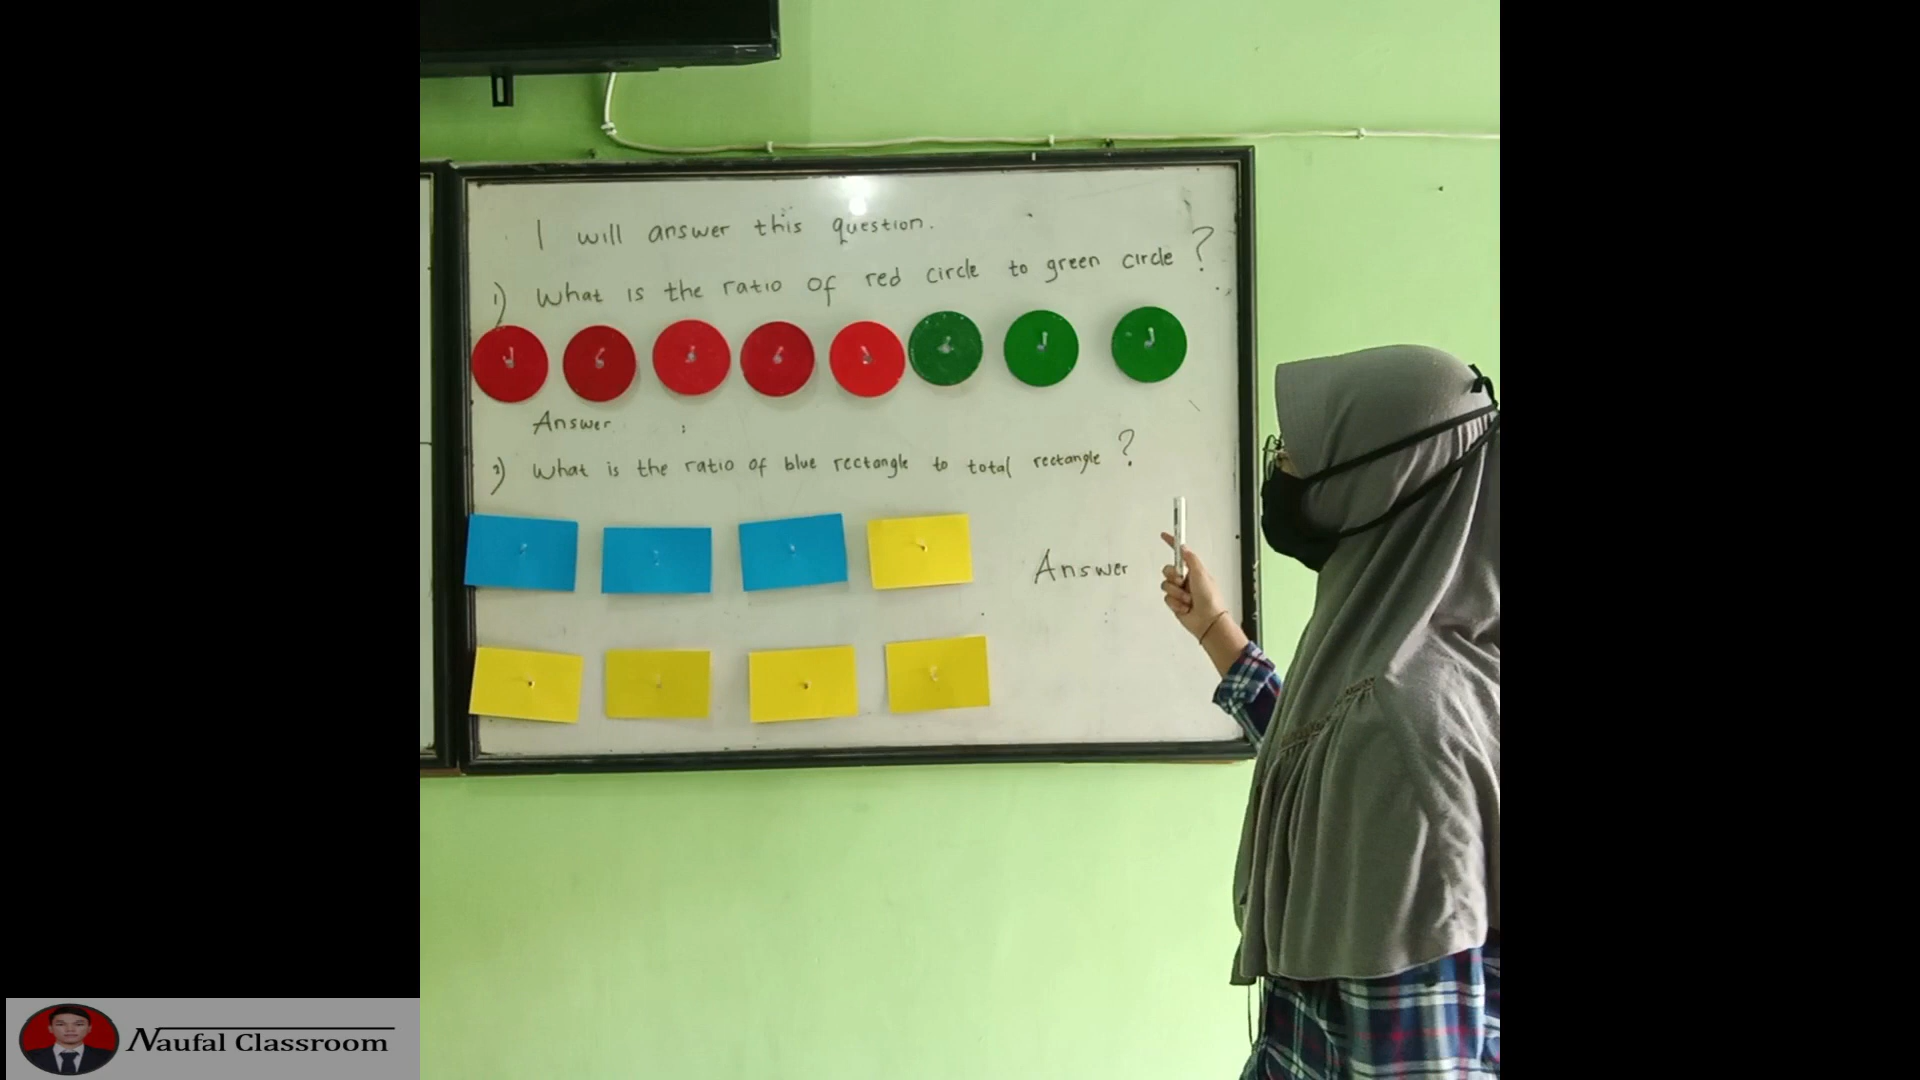 I will answer this question.
1) What is the ratio of red circle to green circle ?
Answer :
2) What is the ratio of blue rectangle to total rectangle ?
Answer
Naufal Classroom